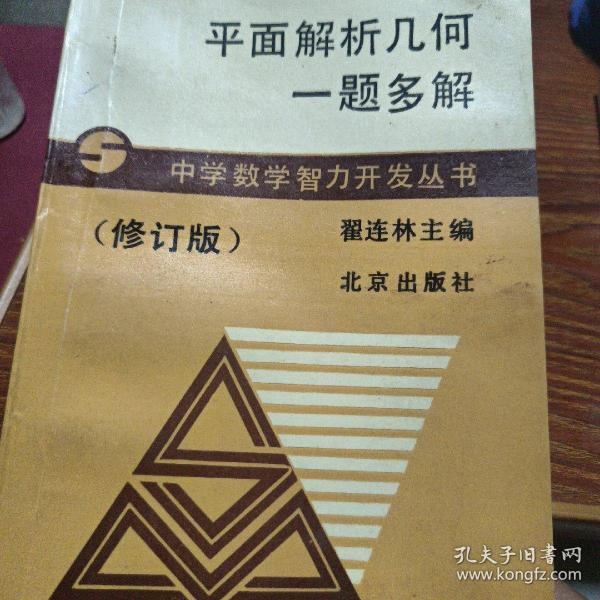 平面解析几何
一题多解
中学数学智力开发丛书
（修订版）
翟连林主编
北京出版社
孔夫子旧书网
www.kongfz.com